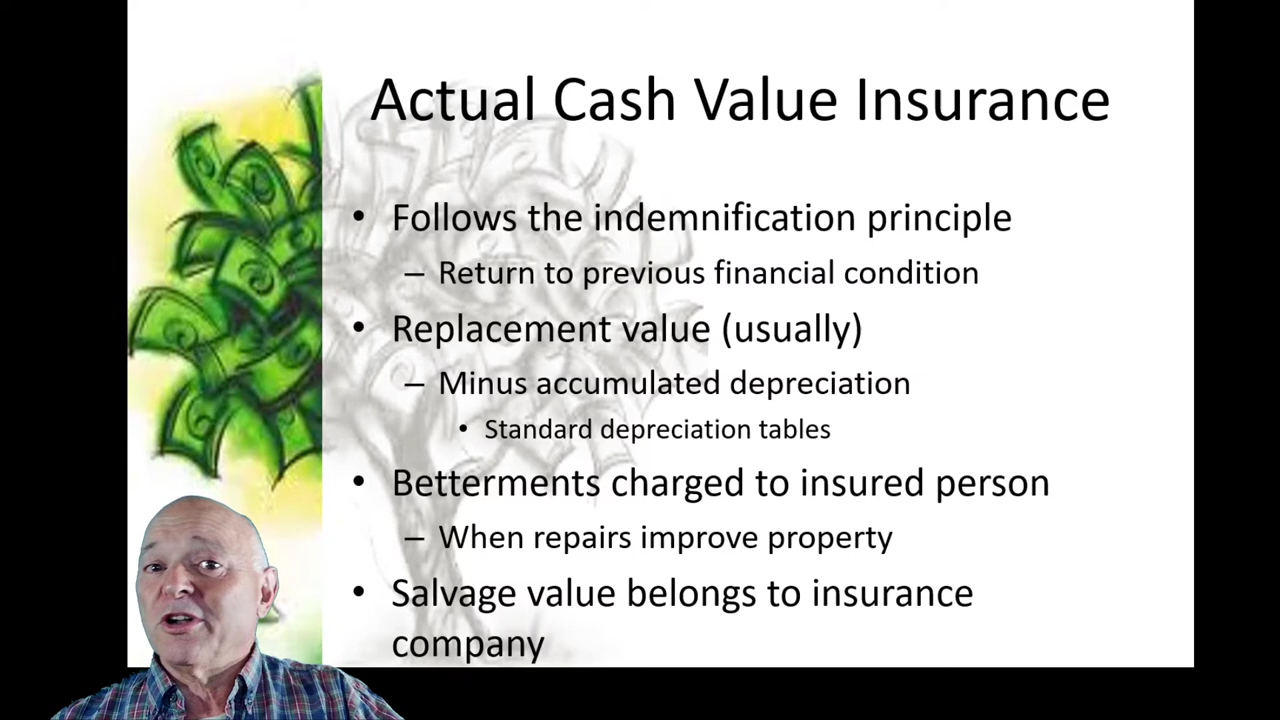 Actual Cash Value Insurance
• Follows the indemnification principle
– Return to previous financial condition
• Replacement value (usually)
– Minus accumulated depreciation
• Standard depreciation tables
• Betterments charged to insured person
– When repairs improve property
• Salvage value belongs to insurance
company